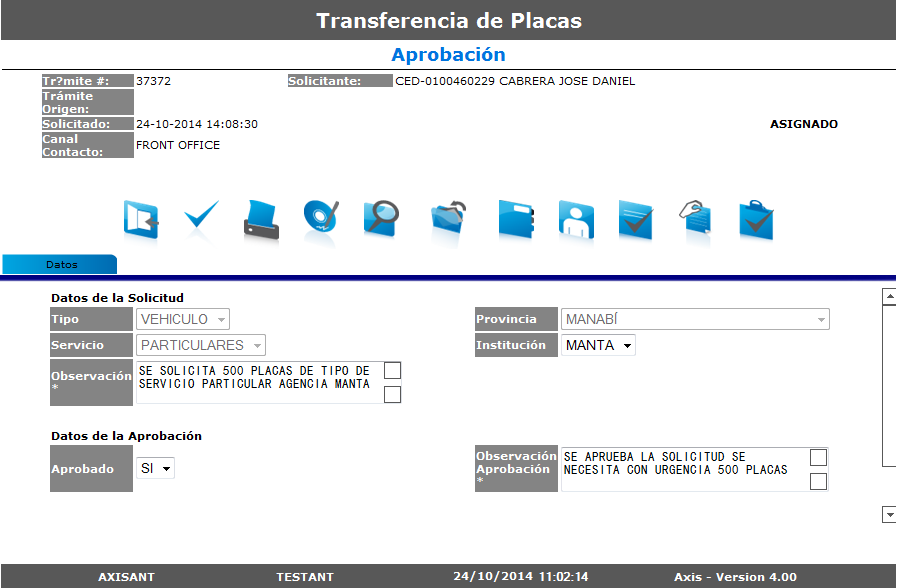 Transferencia de Placas
Aprobación
Tr?mite #: 37372 Solicitante: CED-0100460229 CABRERA JOSE DANIEL
Trámite
Origen:
Solicitado: 24-10-2014 14:08:30 ASIGNADO
Canal
Contacto: FRONT OFFICE
Datos
Datos de la Solicitud
Tipo VEHICULO Provincia MANABÍ
Servicio PARTICULARES Institución MANTA
Observación
*
SE SOLICITA 500 PLACAS DE TIPO DE
SERVICIO PARTICULAR AGENCIA MANTA
Datos de la Aprobación
Aprobado SI
Observación
Aprobación
*
SE APRUEBA LA SOLICITUD SE
NECESITA CON URGENCIA 500 PLACAS
AXISANT TESTANT 24/10/2014 11:02:14 Axis - Version 4.00